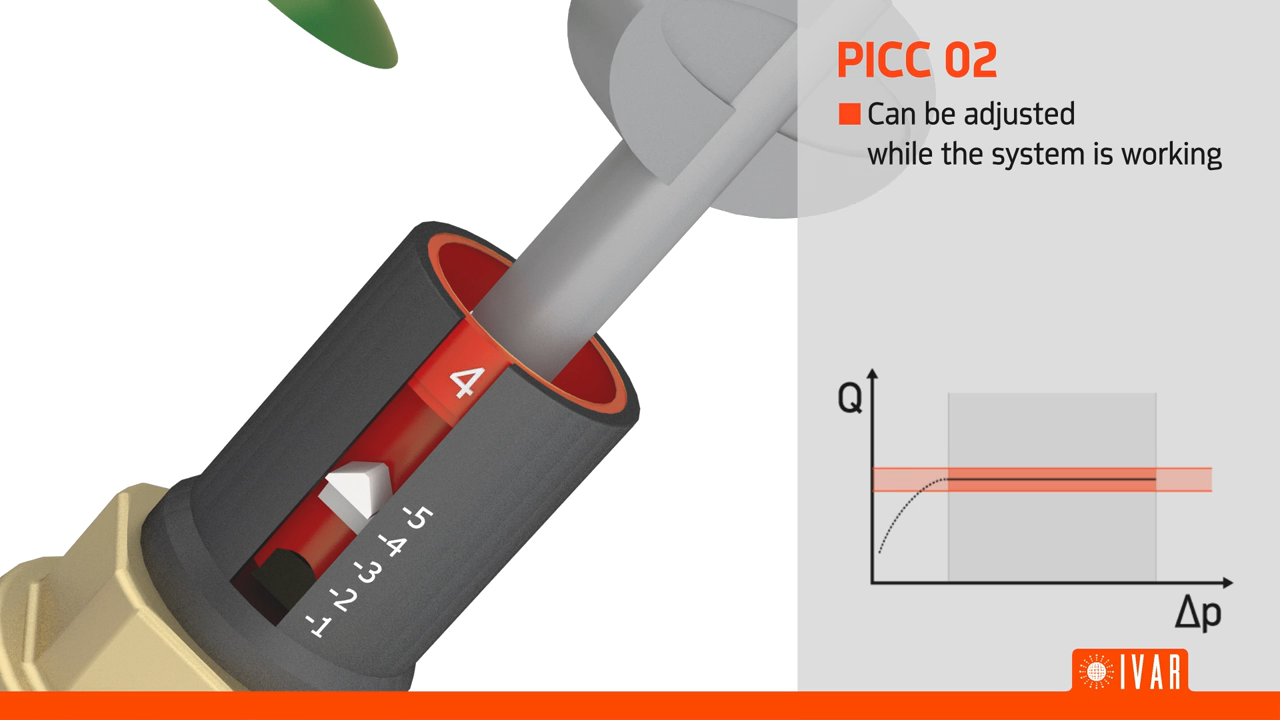 PICC 02
Can be adjusted
while the system is working
4
-5
-4
-3
-2
-1
Q
Δp
IVAR